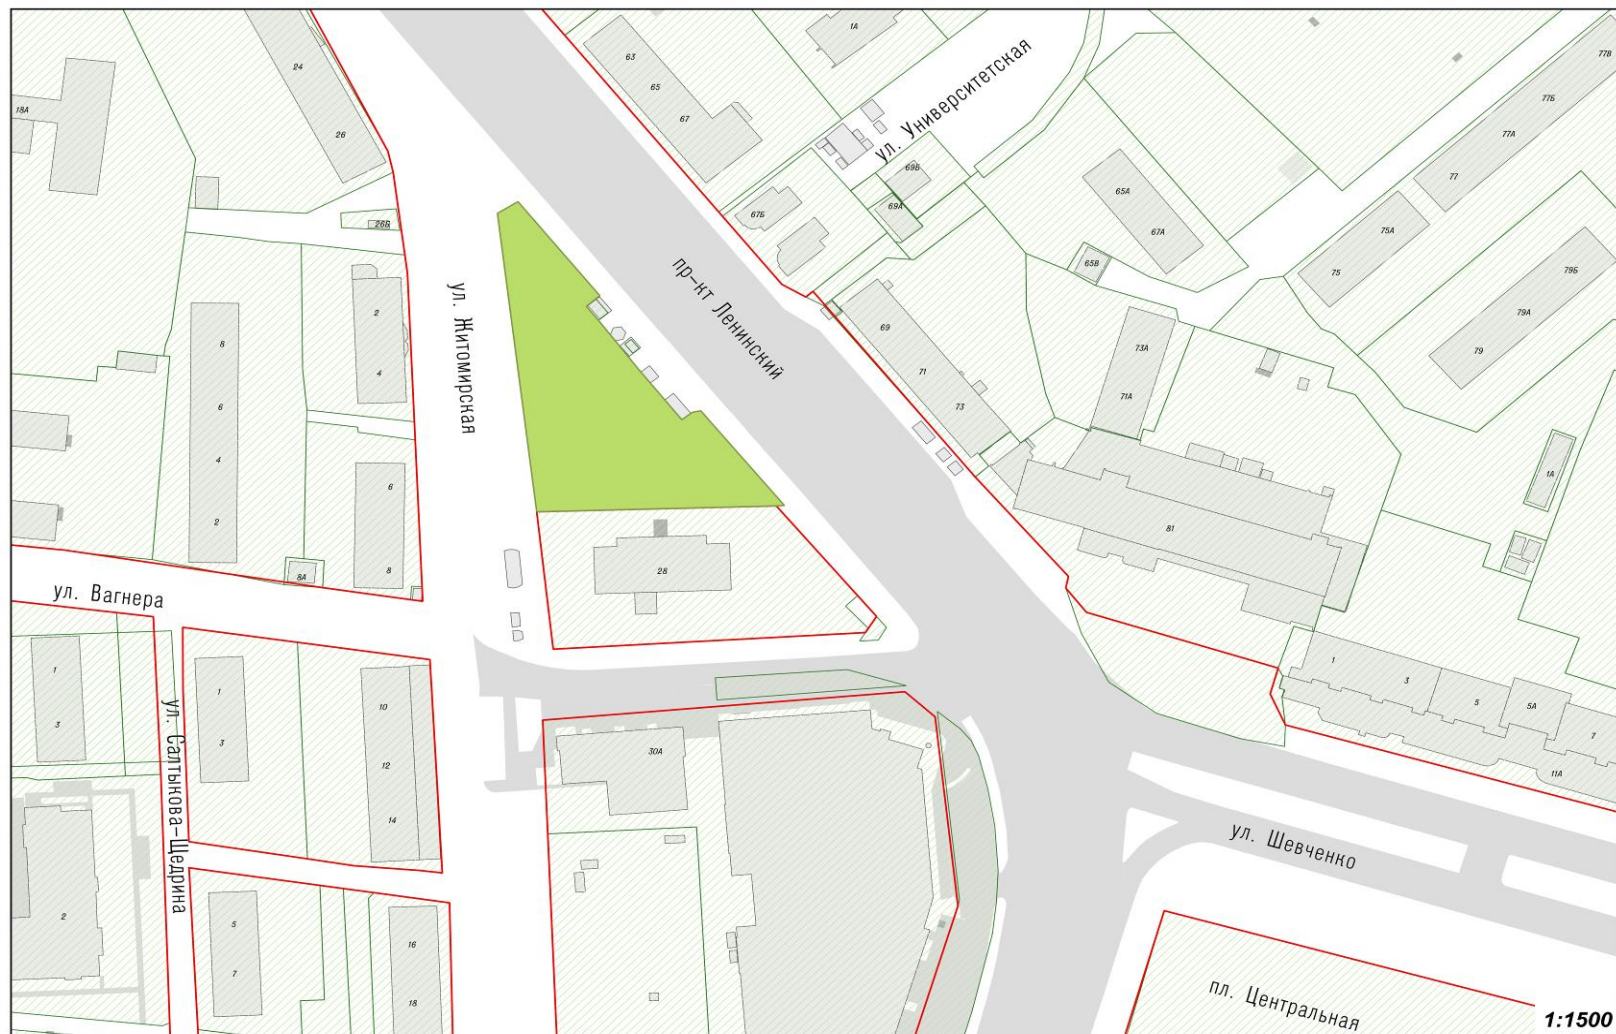 24
26
18А
63
65
67
1А
ул. Университетская
77В
77Б
77А
77
69Б
69А
67Б
65А
67А
75А
75
65В
79Б
79А
79
26Б
2
4
ул. Житомирская
пр-кт Ленинский
8
6
4
2
69
71
73
73А
71А
6
8
8А
81
1А
28
ул. Вагнера
1
3
1
3
ул. Салтыкова-Щедрина
10
12
14
30А
1
3
5
5А
7
11А
ул. Шевченко
2
5
7
16
18
пл. Центральная
1:1500